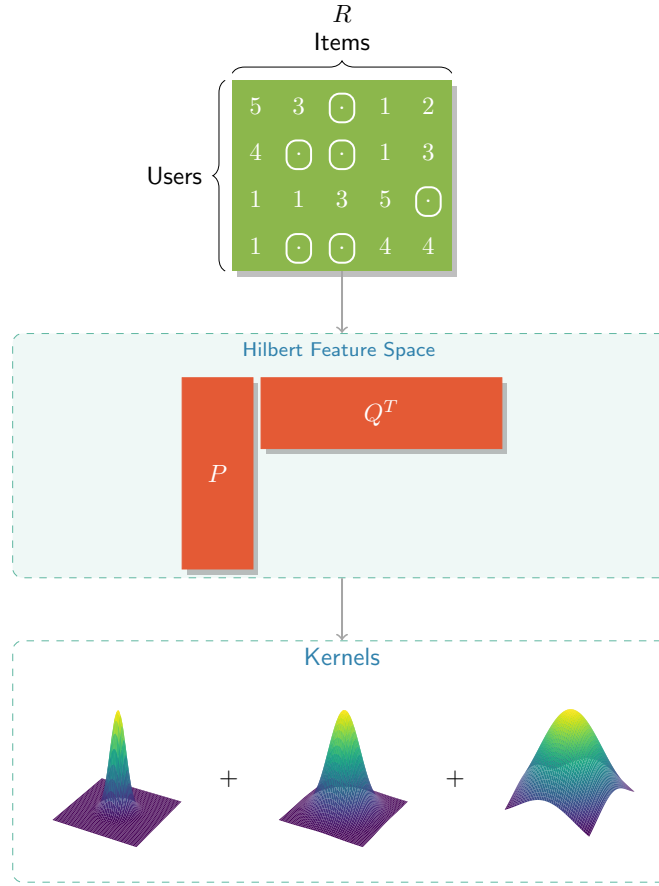 R
Items
Users
5 3 · 1 2
4 · · 1 3
1 1 3 5 ·
1 · · 4 4
Hilbert Feature Space
Q^T
P
Kernels
+ +